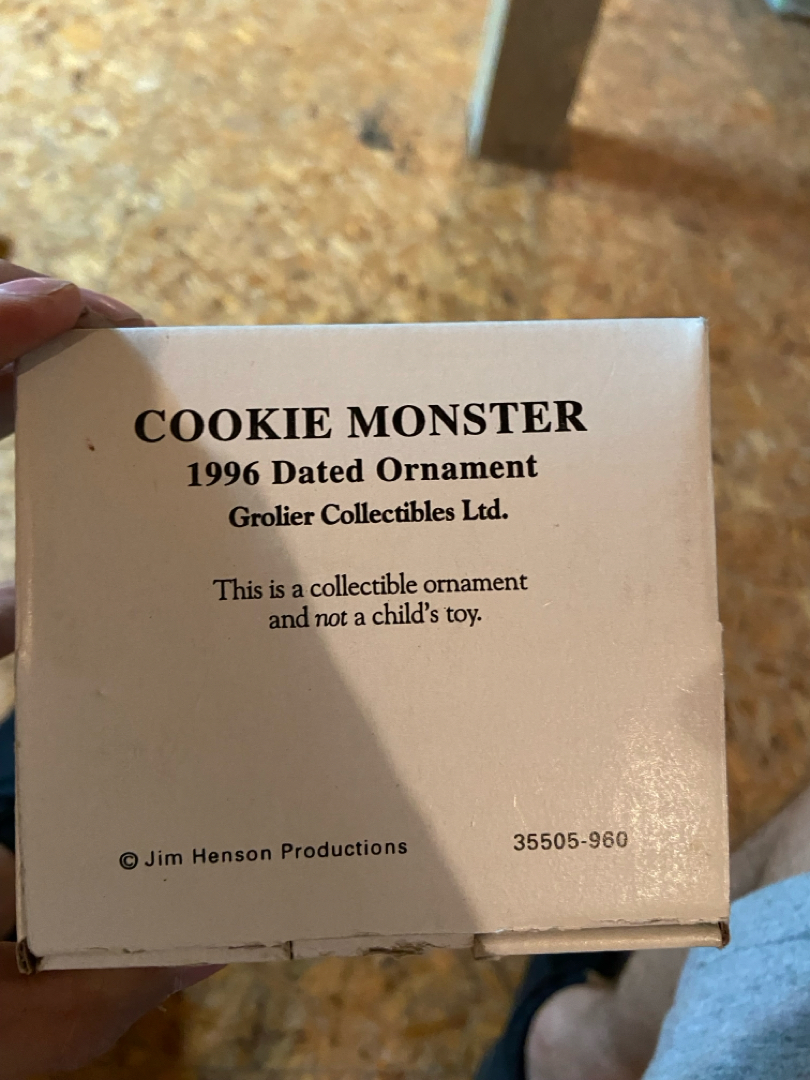 COOKIE MONSTER
1996 Dated Ornament
Grolier Collectibles Ltd.
This is a collectible ornament
and not a child's toy.
© Jim Henson Productions
35505-960